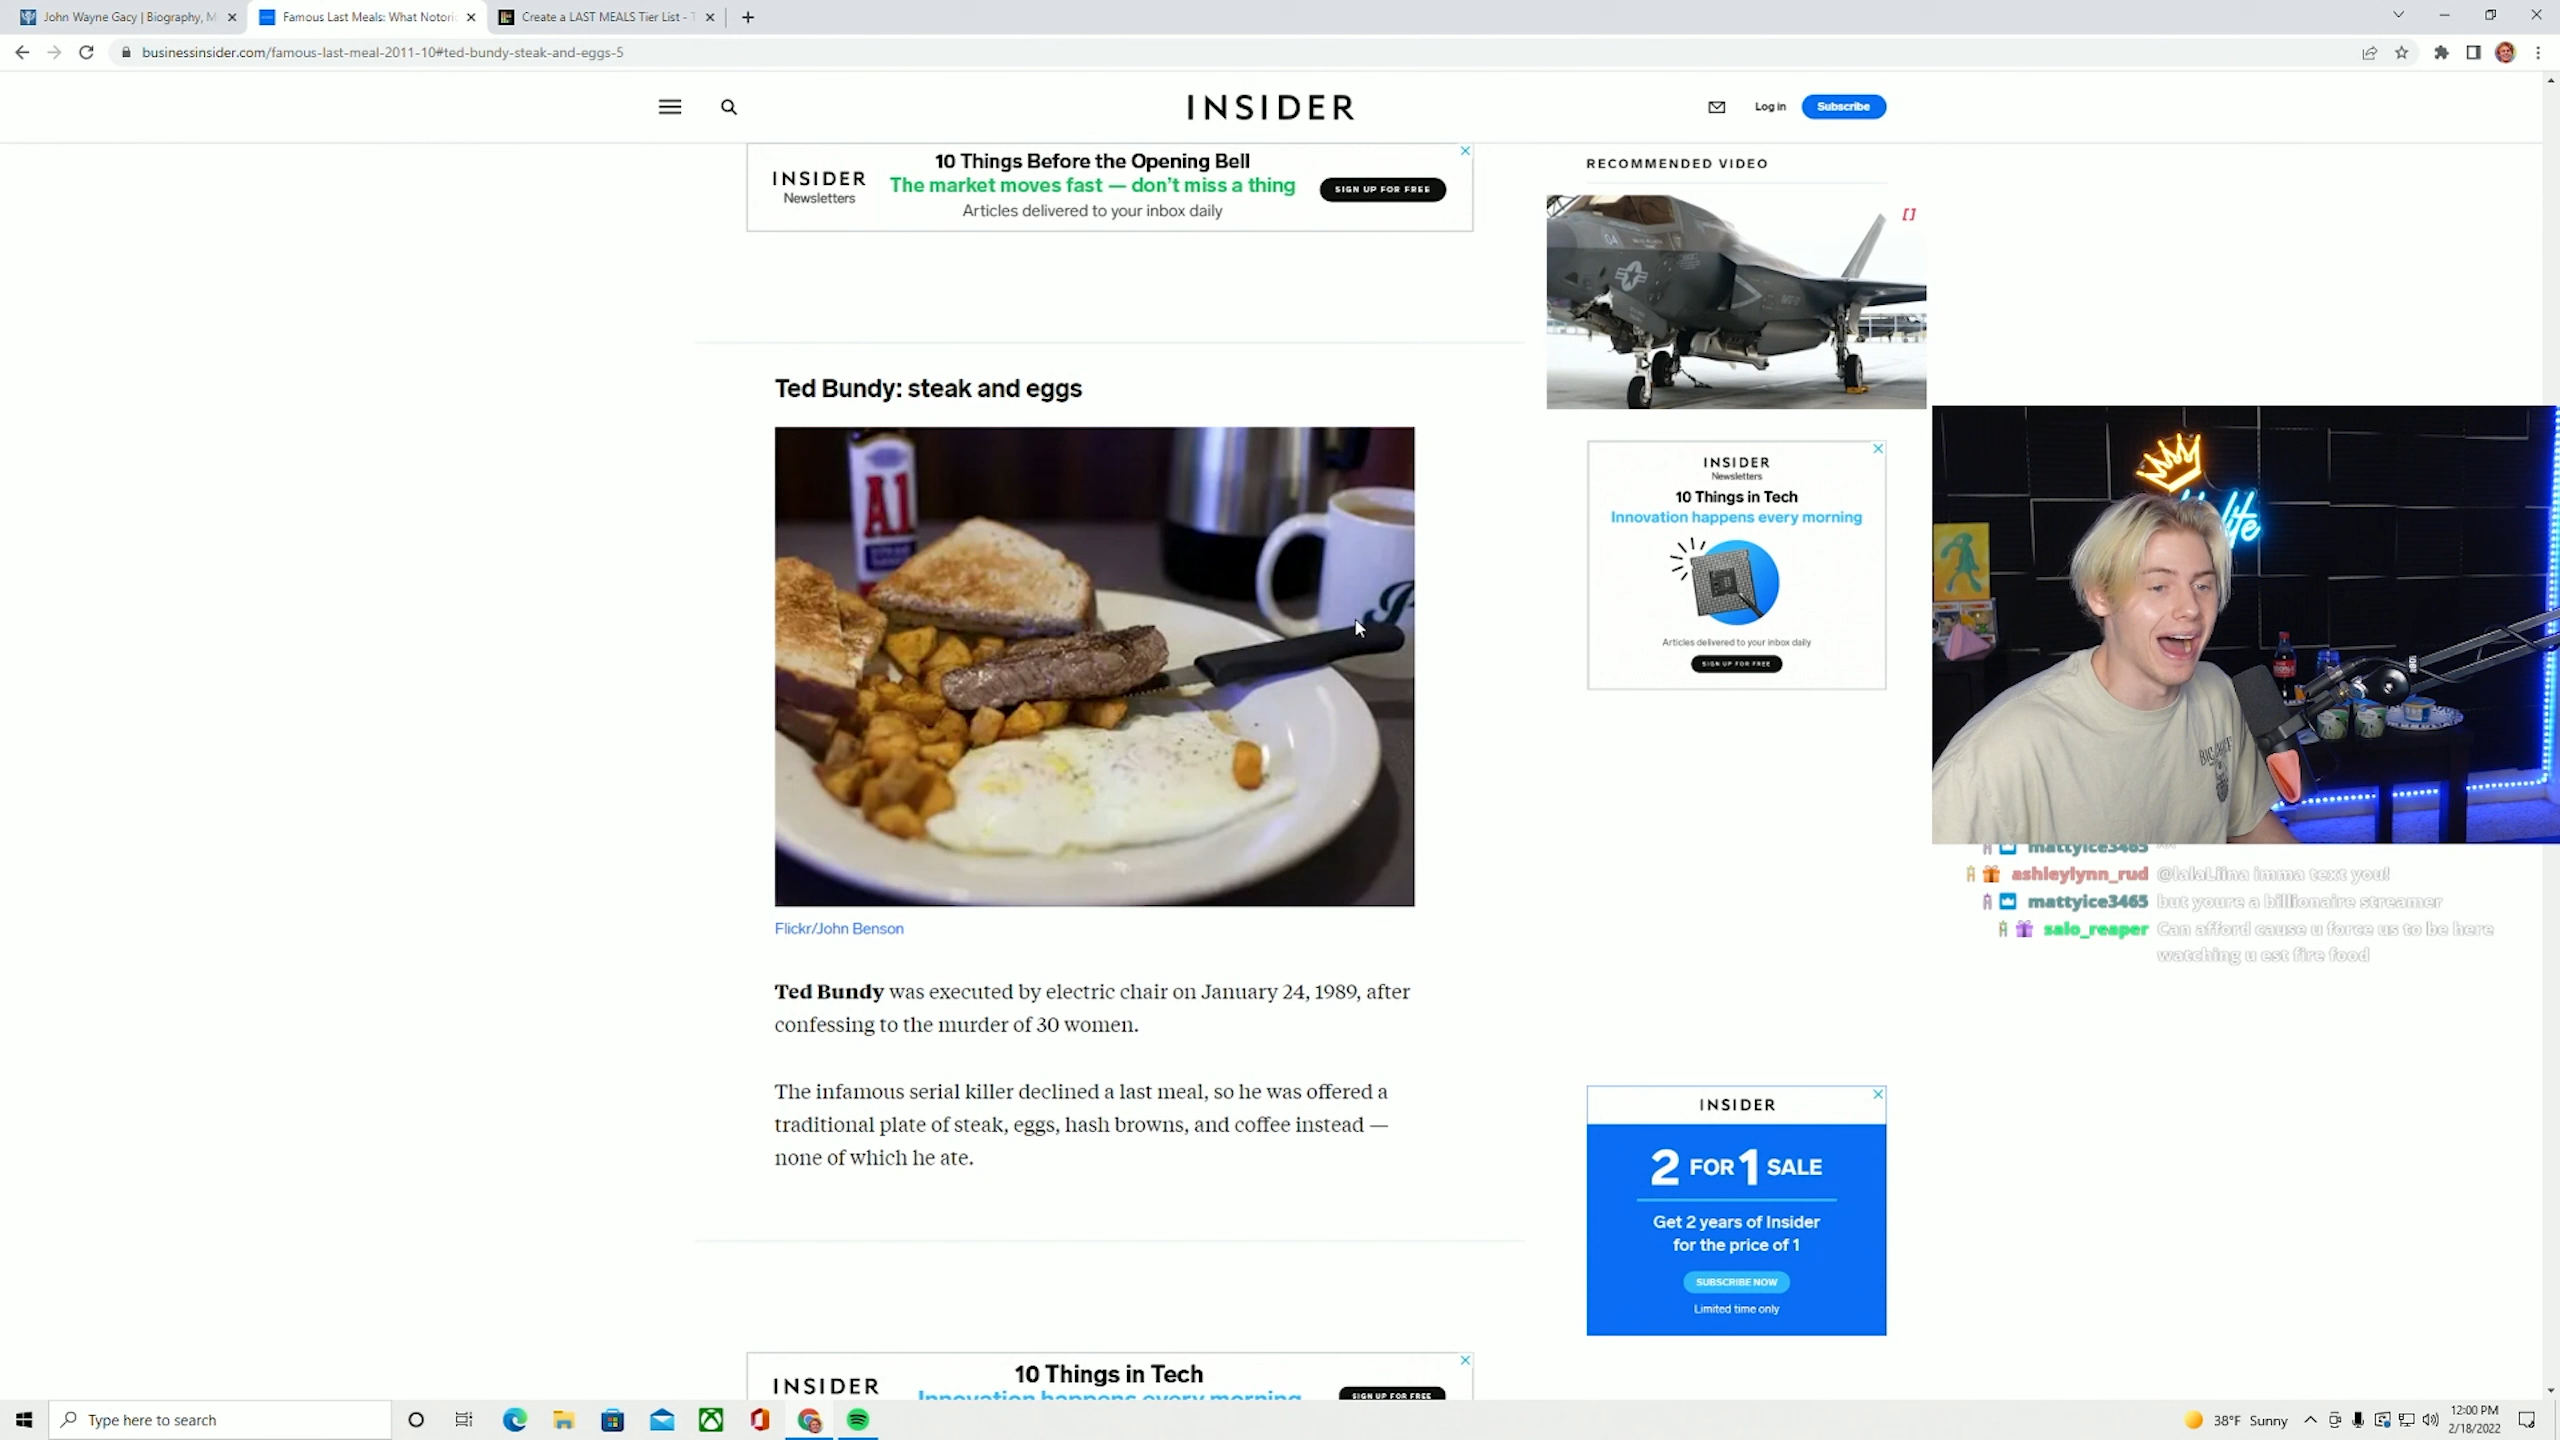 John Wayne Gacy | Biography, M
Famous Last Meals: What Notori
Create a LAST MEALS Tier List - T
businessinsider.com/famous-last-meal-2011-10#ted-bundy-steak-and-eggs-5
INSIDER
Log in
Subscribe
INSIDER
Newsletters
10 Things Before the Opening Bell
The market moves fast — don't miss a thing
Articles delivered to your inbox daily
SIGN UP FOR FREE
RECOMMENDED VIDEO
04
Ted Bundy: steak and eggs
A1
INSIDER
Newsletters
10 Things in Tech
Innovation happens every morning
Articles delivered to your inbox daily
SIGN UP FOR FREE
mattyice3465 ^^
ashleylynn_rud @lalaLiina imma text you!
mattyice3465 but youre a billionaire streamer
salo_reaper Can afford cause u force us to be here
watching u est fire food
Flickr/John Benson
Ted Bundy was executed by electric chair on January 24, 1989, after
confessing to the murder of 30 women.
The infamous serial killer declined a last meal, so he was offered a
traditional plate of steak, eggs, hash browns, and coffee instead —
none of which he ate.
INSIDER
2 FOR 1 SALE
Get 2 years of Insider
for the price of 1
SUBSCRIBE NOW
Limited time only
INSIDER
10 Things in Tech
Innovation happens every morning
SIGN UP FOR FREE
Type here to search
38°F Sunny
12:00 PM
2/18/2022